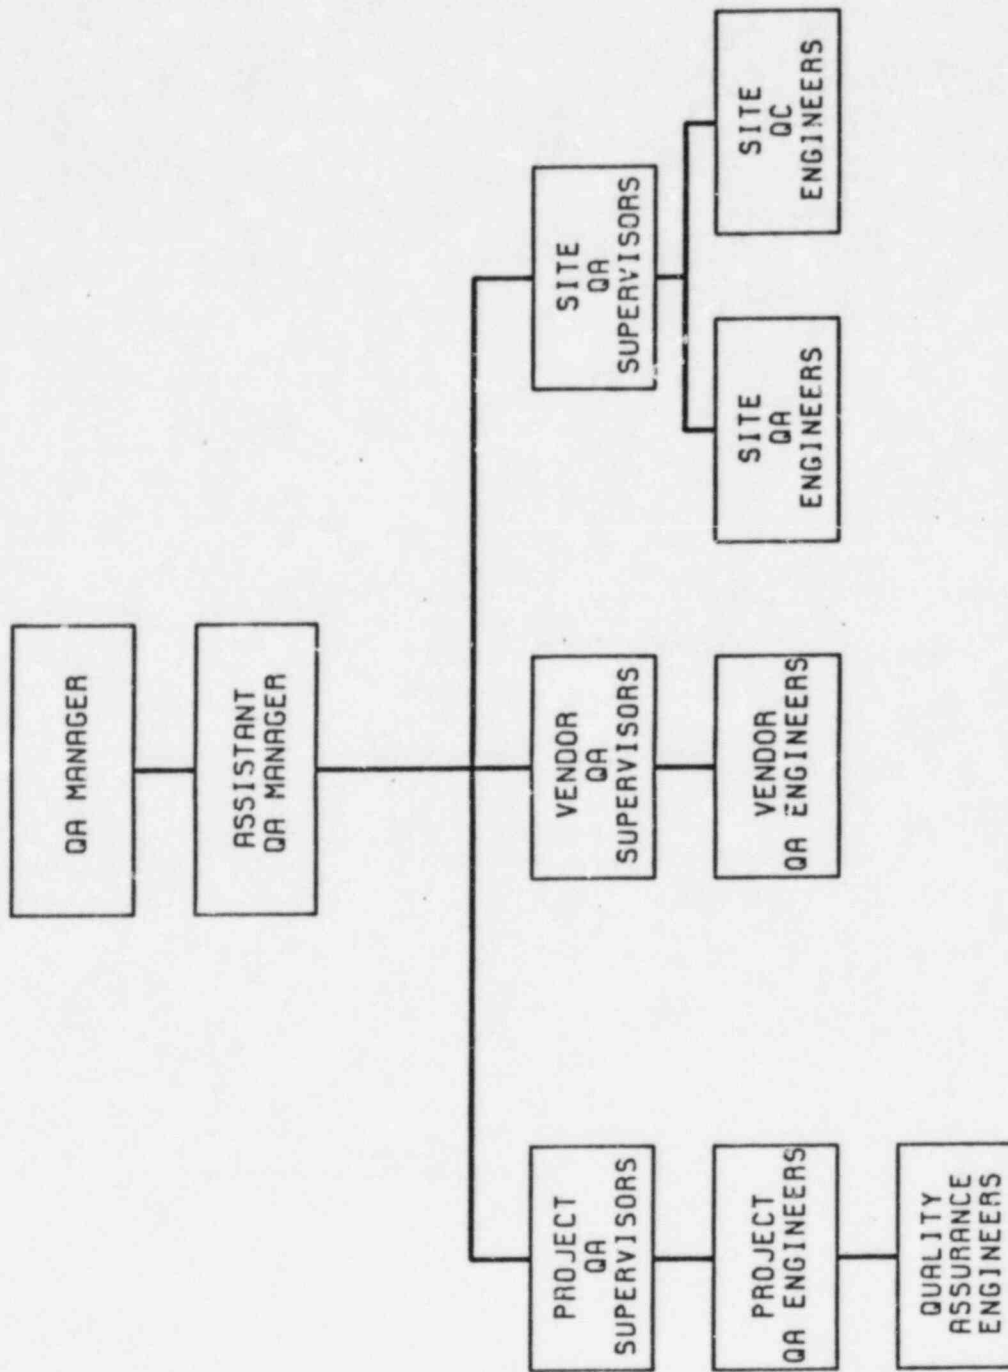 QA MANAGER
ASSISTANT
QA MANAGER
PROJECT
QA
SUPERVISORS
VENDOR
QA
SUPERVISORS
SITE
QA
SUPERVISORS
PROJECT
QA ENGINEERS
VENDOR
QA ENGINEERS
SITE
QA
ENGINEERS
SITE
QC
ENGINEERS
QUALITY
ASSURANCE
ENGINEERS